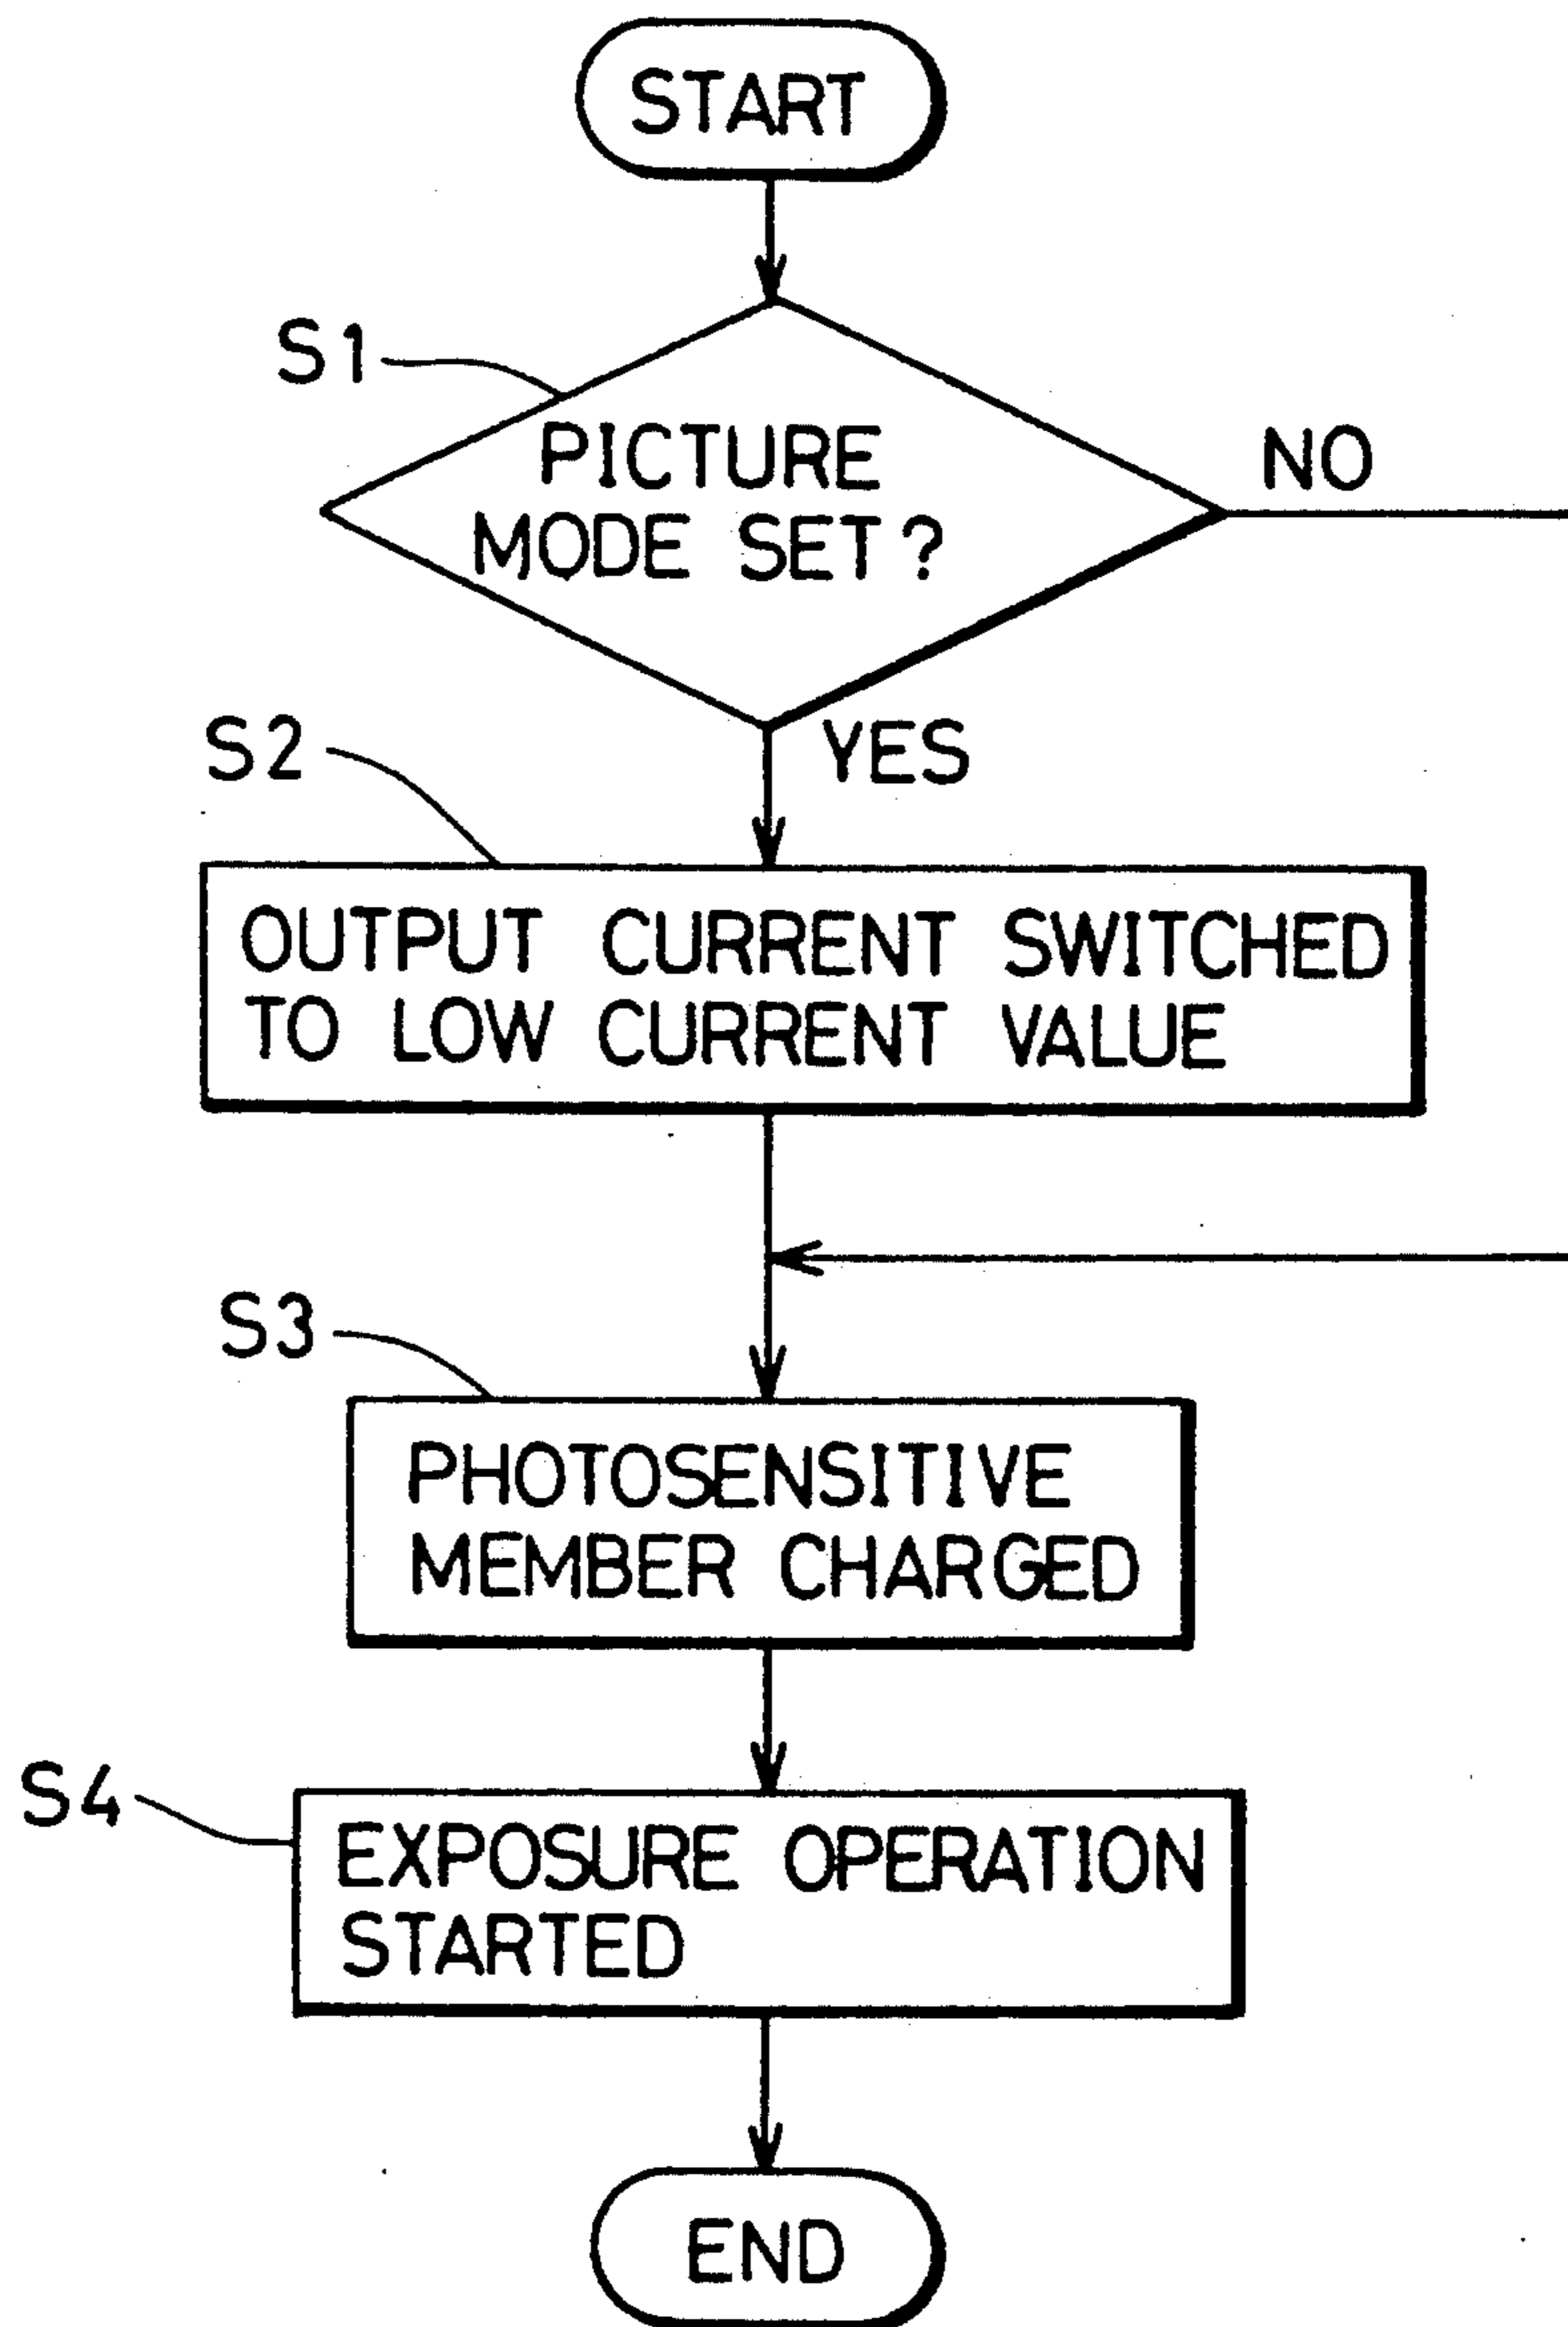 START
S1
PICTURE
MODE SET?
NO
YES
S2
OUTPUT CURRENT SWITCHED
TO LOW CURRENT VALUE
S3
PHOTOSENSITIVE
MEMBER CHARGED
S4
EXPOSURE OPERATION
STARTED
END